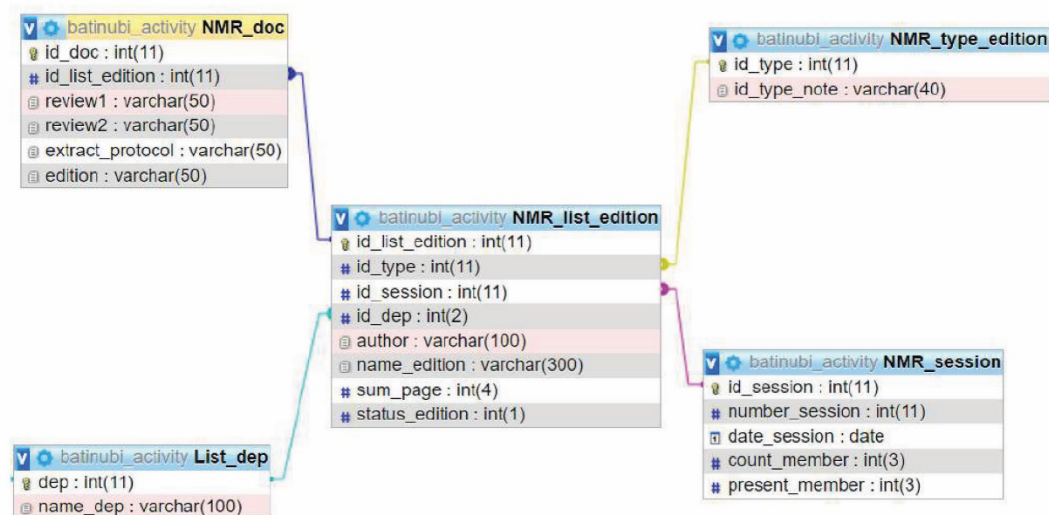 batinubi_activity NMR_doc
id_doc : int(11)
# id_list_edition : int(11)
review1 : varchar(50)
review2 : varchar(50)
extract_protocol : varchar(50)
edition : varchar(50)
batinubi_activity NMR_type_edition
id_type : int(11)
id_type_note : varchar(40)
batinubi_activity NMR_list_edition
id_list_edition : int(11)
# id_type : int(11)
# id_session : int(11)
# id_dep : int(2)
author : varchar(100)
name_edition : varchar(300)
# sum_page : int(4)
# status_edition : int(1)
batinubi_activity NMR_session
id_session : int(11)
# number_session : int(11)
date_session : date
# count_member : int(3)
# present_member : int(3)
batinubi_activity List_dep
dep : int(11)
name_dep : varchar(100)